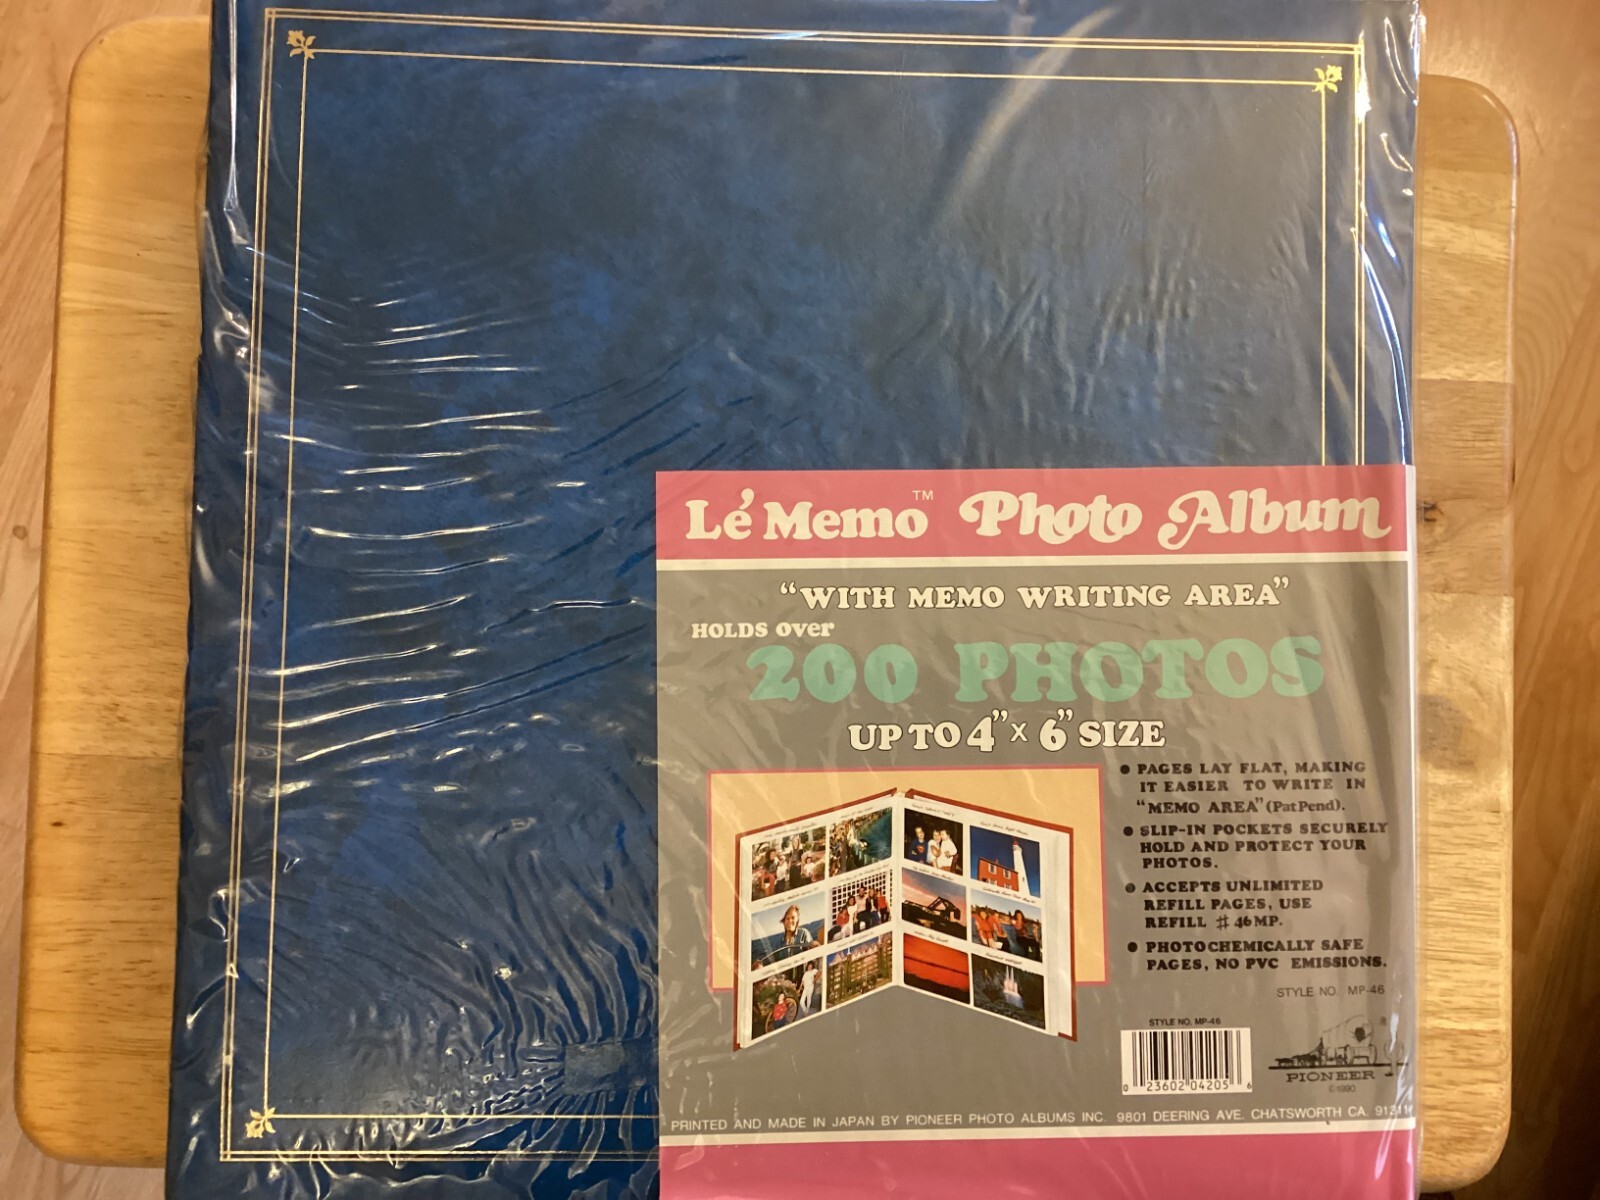 Lé Memo™ Photo Album
“WITH MEMO WRITING AREA”
HOLDS over
200 PHOTOS
UP TO 4” x 6” SIZE
● PAGES LAY FLAT, MAKING
IT EASIER TO WRITE IN
“MEMO AREA” (Pat Pend).
● SLIP-IN POCKETS SECURELY
HOLD AND PROTECT YOUR
PHOTOS.
● ACCEPTS UNLIMITED
REFILL PAGES, USE
REFILL # 46MP.
● PHOTOCHEMICALLY SAFE
PAGES, NO PVC EMISSIONS.
STYLE NO. MP-46
STYLE NO. MP-46
0 23602 04205 6
PIONEER ®
©1990
PRINTED AND MADE IN JAPAN BY PIONEER PHOTO ALBUMS INC. 9801 DEERING AVE. CHATSWORTH CA. 91311